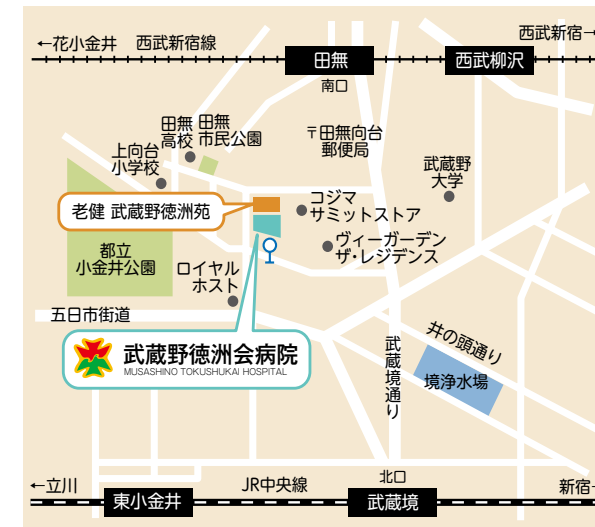 西武新宿→
←花小金井 西武新宿線
田無
西武柳沢
南口
田無
高校
田無
市民公園
〒田無向台
郵便局
上向台
小学校
武蔵野
大学
老健 武蔵野徳洲苑
コジマ
サミットストア
ヴィーガーデン
ザ・レジデンス
都立
小金井公園
ロイヤル
ホスト
五日市街道
武蔵野徳洲会病院
MUSASHINO TOKUSHUKAI HOSPITAL
武蔵境通り
井の頭通り
境浄水場
←立川
JR中央線
北口
新宿→
東小金井
武蔵境